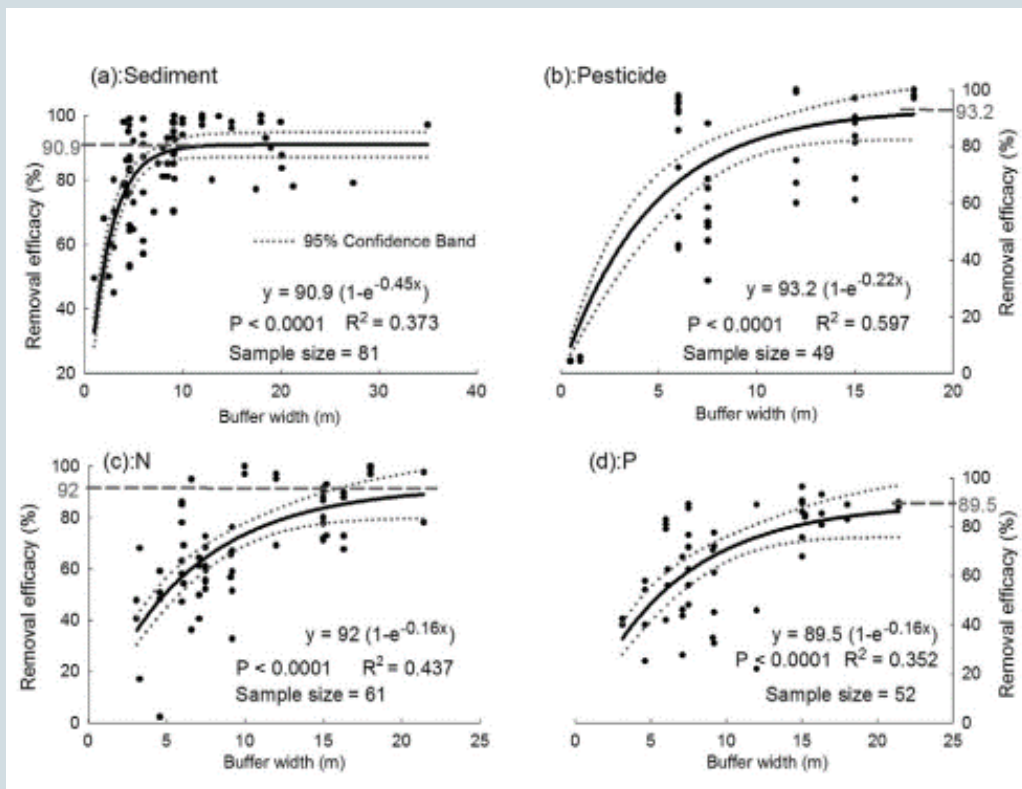 (a):Sediment
100
90.9
80
60
40
20
Removal efficacy (%)
95% Confidence Band
y = 90.9 (1-e^-0.45x)
P < 0.0001 R² = 0.373
Sample size = 81
0 10 20 30 40
Buffer width (m)
(b):Pesticide
100
93.2
80
60
40
20
0
Removal efficacy (%)
y = 93.2 (1-e^-0.22x)
P < 0.0001 R² = 0.597
Sample size = 49
0 5 10 15 20
Buffer width (m)
(c):N
100
92
80
60
40
20
0
Removal efficacy (%)
y = 92 (1-e^-0.16x)
P < 0.0001 R² = 0.437
Sample size = 61
0 5 10 15 20 25
Buffer width (m)
(d):P
100
89.5
80
60
40
20
0
Removal efficacy (%)
y = 89.5 (1-e^-0.16x)
P < 0.0001 R² = 0.352
Sample size = 52
0 5 10 15 20 25
Buffer width (m)